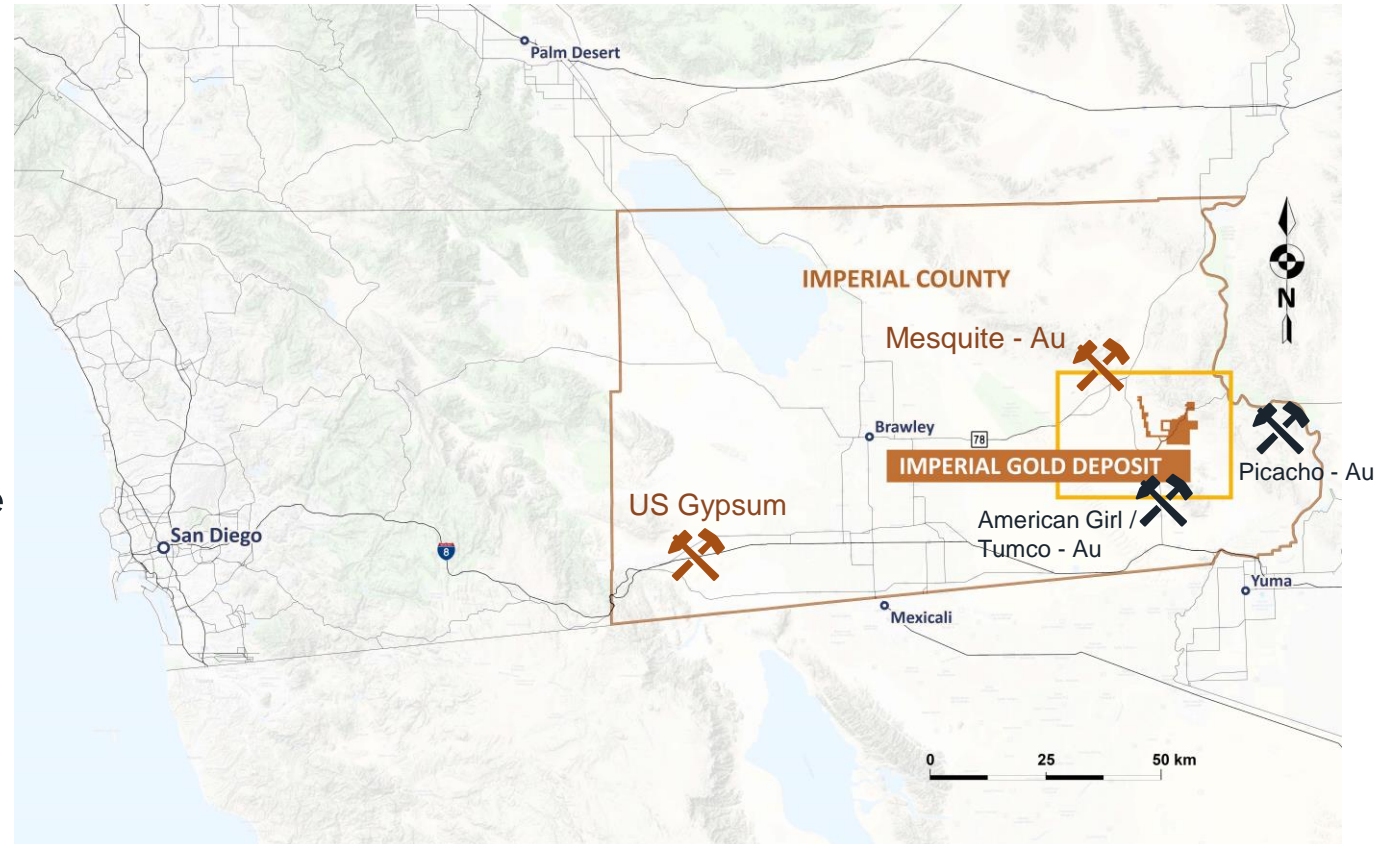 Palm Desert
IMPERIAL COUNTY
N
Mesquite - Au
Brawley
78
IMPERIAL GOLD DEPOSIT
Picacho - Au
US Gypsum
American Girl /
Tumco - Au
e
San Diego
8
Yuma
Mexicali
0 25 50 km